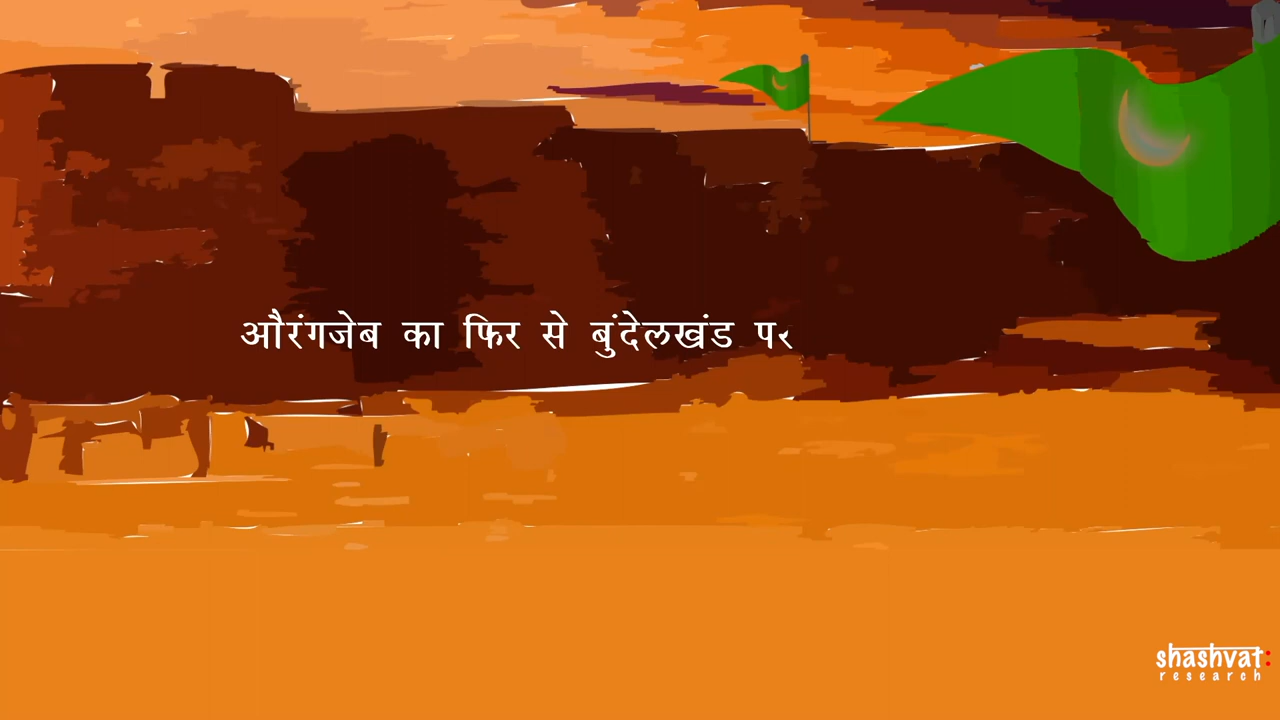 औरंगजेब का फिर से बुंदेलखंड पर
shashvat:
research